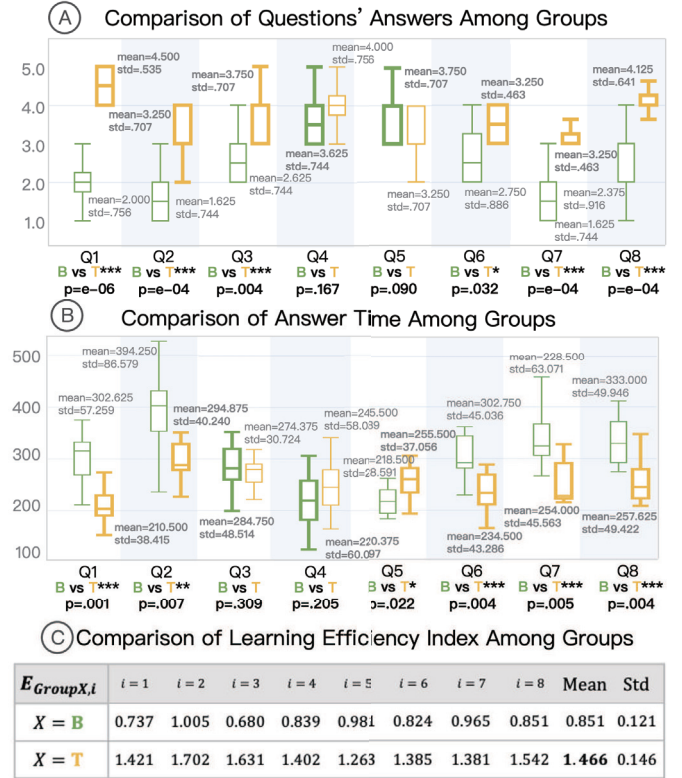 A Comparison of Questions' Answers Among Groups
5.0
4.0
3.0
2.0
1.0
mean=4.500
std=.535
mean=3.250
std=.707
mean=3.750
std=.707
mean=4.000
std=.756
mean=3.750
std=.707
mean=3.250
std=.463
mean=4.125
std=.641
mean=2.000
std=.756
mean=1.625
std=.744
mean=2.625
std=.744
mean=3.625
std=.744
mean=3.250
std=.707
mean=2.750
std=.886
mean=3.250
std=.463
mean=2.375
std=.916
mean=1.625
std=.744
Q1 Q2 Q3 Q4 Q5 Q6 Q7 Q8
B vs T*** B vs T*** B vs T*** B vs T B vs T B vs T* B vs T*** B vs T***
p=e-06 p=e-04 p=.004 p=.167 p=.090 p=.032 p=e-04 p=e-04
B Comparison of Answer Time Among Groups
500
400
300
200
100
mean=394.250
std=86.579
mean=302.625
std=57.259
mean=294.875
std=40.240
mean=274.375
std=30.724
mean=245.500
std=58.039
mean=255.500
std=37.056
mean=218.500
std=28.591
mean=302.750
std=45.036
mean=228.500
std=63.071
mean=333.000
std=49.946
mean=210.500
std=38.415
mean=284.750
std=48.514
mean=220.375
std=60.097
mean=234.500
std=43.286
mean=254.000
std=45.563
mean=257.625
std=49.422
Q1 Q2 Q3 Q4 Q5 Q6 Q7 Q8
B vs T*** B vs T** B vs T B vs T B vs T* B vs T*** B vs T*** B vs T***
p=.001 p=.007 p=.309 p=.205 p=.022 p=.004 p=.005 p=.004
C Comparison of Learning Efficiency Index Among Groups
E_GroupX,i i = 1 i = 2 i = 3 i = 4 i = 5 i = 6 i = 7 i = 8 Mean Std
X = B 0.737 1.005 0.680 0.839 0.981 0.824 0.965 0.851 0.851 0.121
X = T 1.421 1.702 1.631 1.402 1.263 1.385 1.381 1.542 1.466 0.146